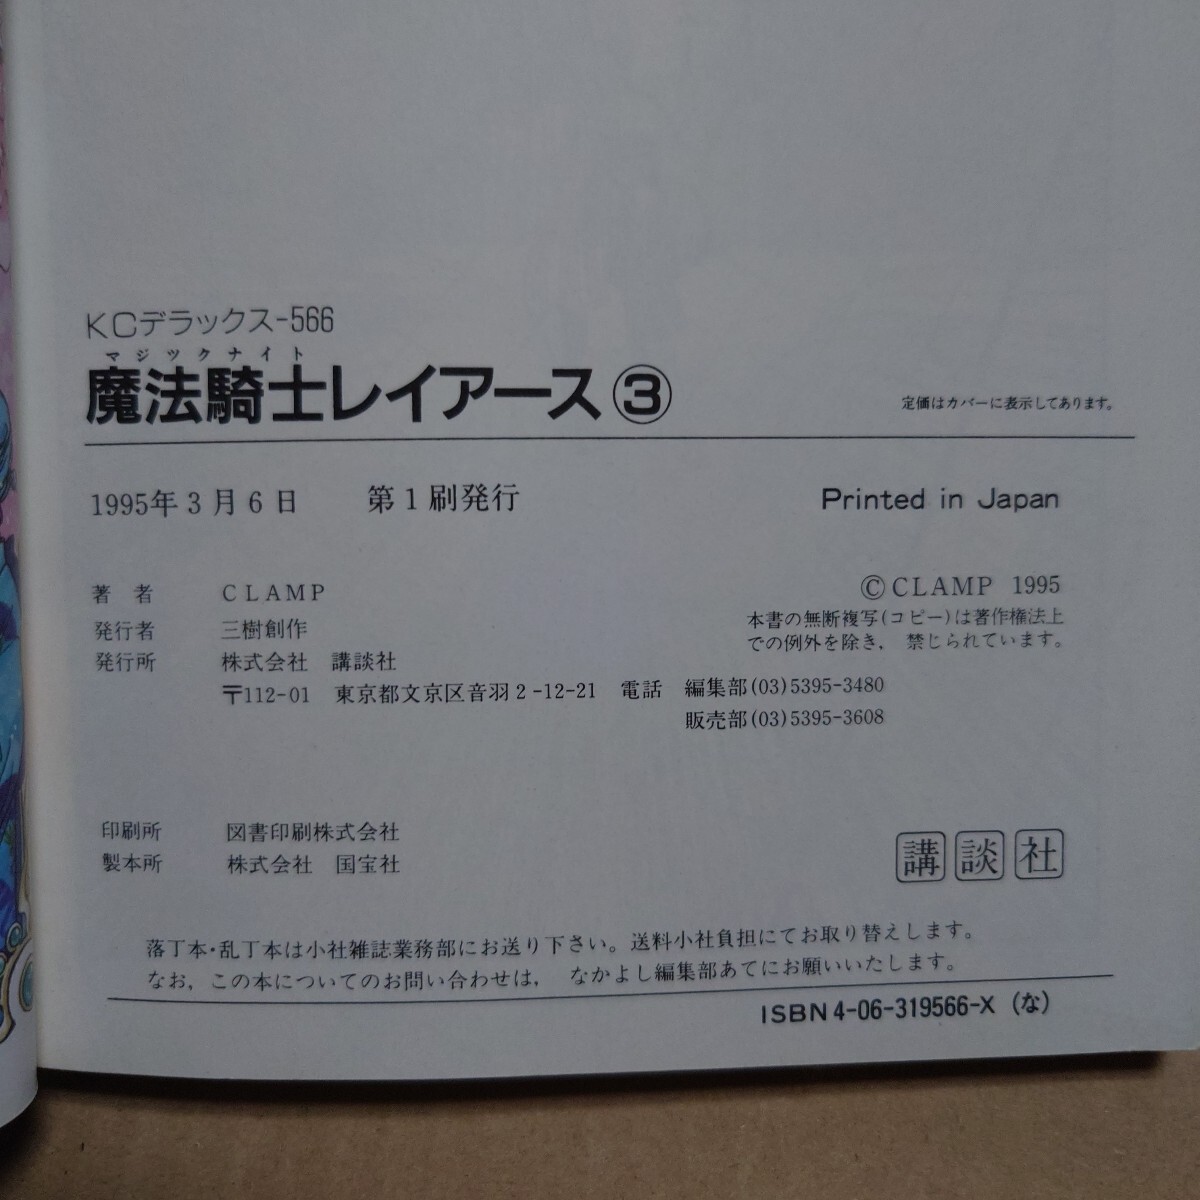 KCデラックス-566
マジックナイト
魔法騎士レイアース③
定価はカバーに表示してあります。
1995年3月6日 第1刷発行
Printed in Japan
著者 CLAMP
発行者 三樹創作
発行所 株式会社 講談社
〒112-01 東京都文京区音羽2-12-21 電話 編集部(03)5395-3480
販売部(03)5395-3608
©CLAMP 1995
本書の無断複写(コピー)は著作権法上
での例外を除き, 禁じられています。
印刷所 図書印刷株式会社
製本所 株式会社 国宝社
講談社
落丁本・乱丁本は小社雑誌業務部にお送り下さい。送料小社負担にてお取り替えします。
なお, この本についてのお問い合わせは, なかよし編集部あてにお願いいたします。
ISBN4-06-319566-X (な)